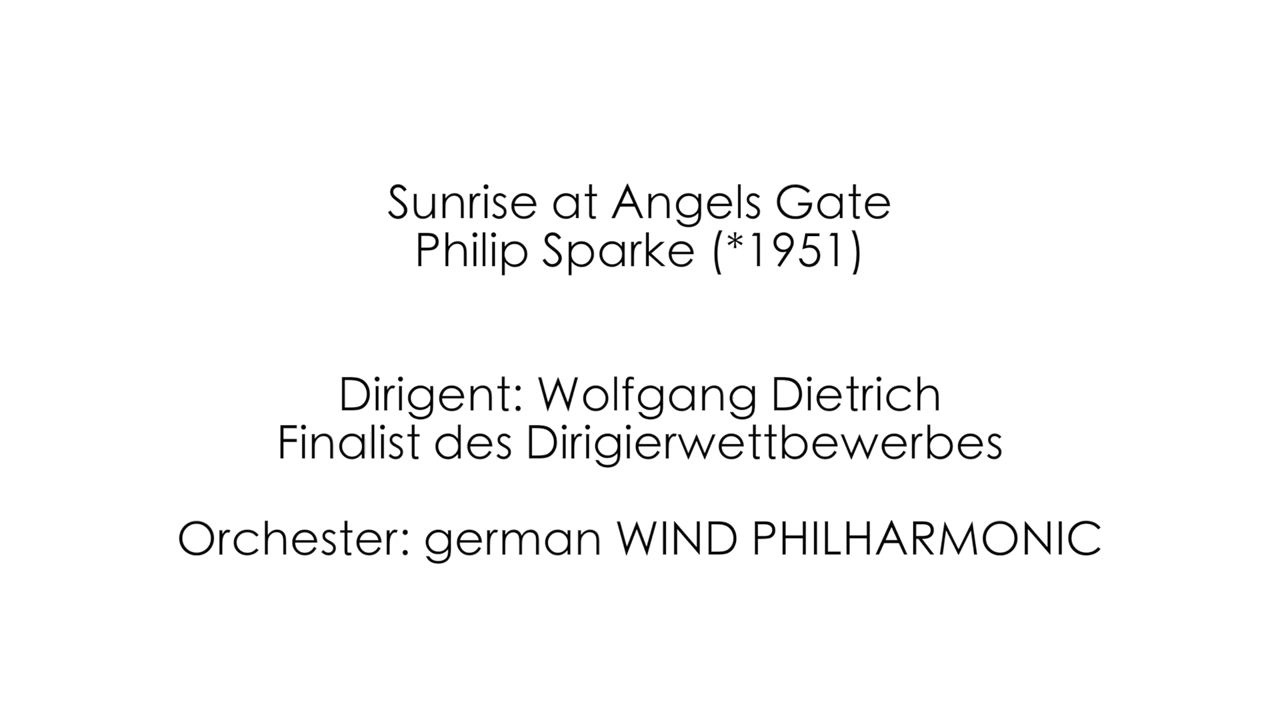 Sunrise at Angels Gate
Philip Sparke (*1951)
Dirigent: Wolfgang Dietrich
Finalist des Dirigierwettbewerbes
Orchester: german WIND PHILHARMONIC